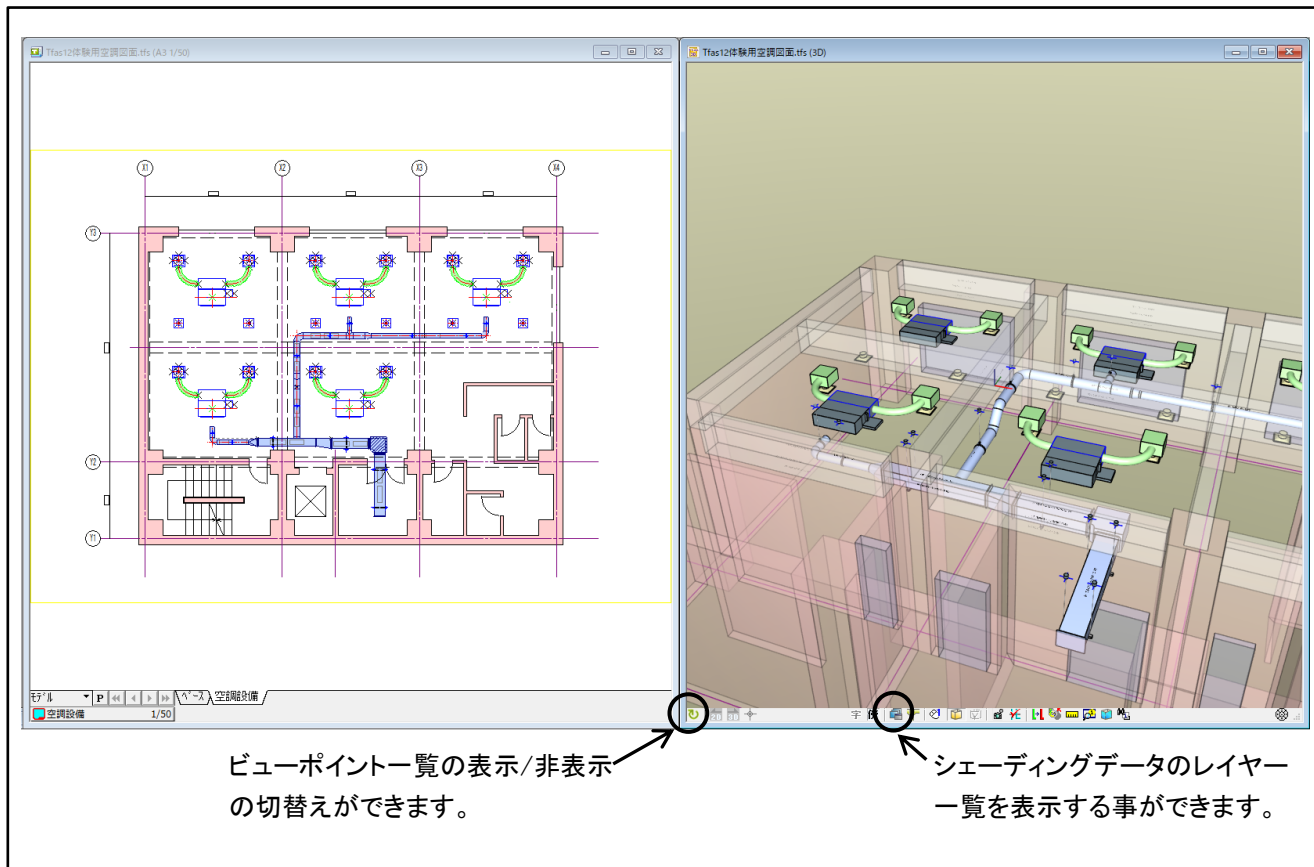 Tfas12体験用空調図面.tfs (A3 1/50)
Tfas12体験用空調図面.tfs (3D)
X1 X2 X3 X4
Y3
Y2
Y1
モデル P ベース 空調設備
空調設備 1/50
字
ビューポイント一覧の表示/非表示
の切替えができます。
シェーディングデータのレイヤー
一覧を表示する事ができます。